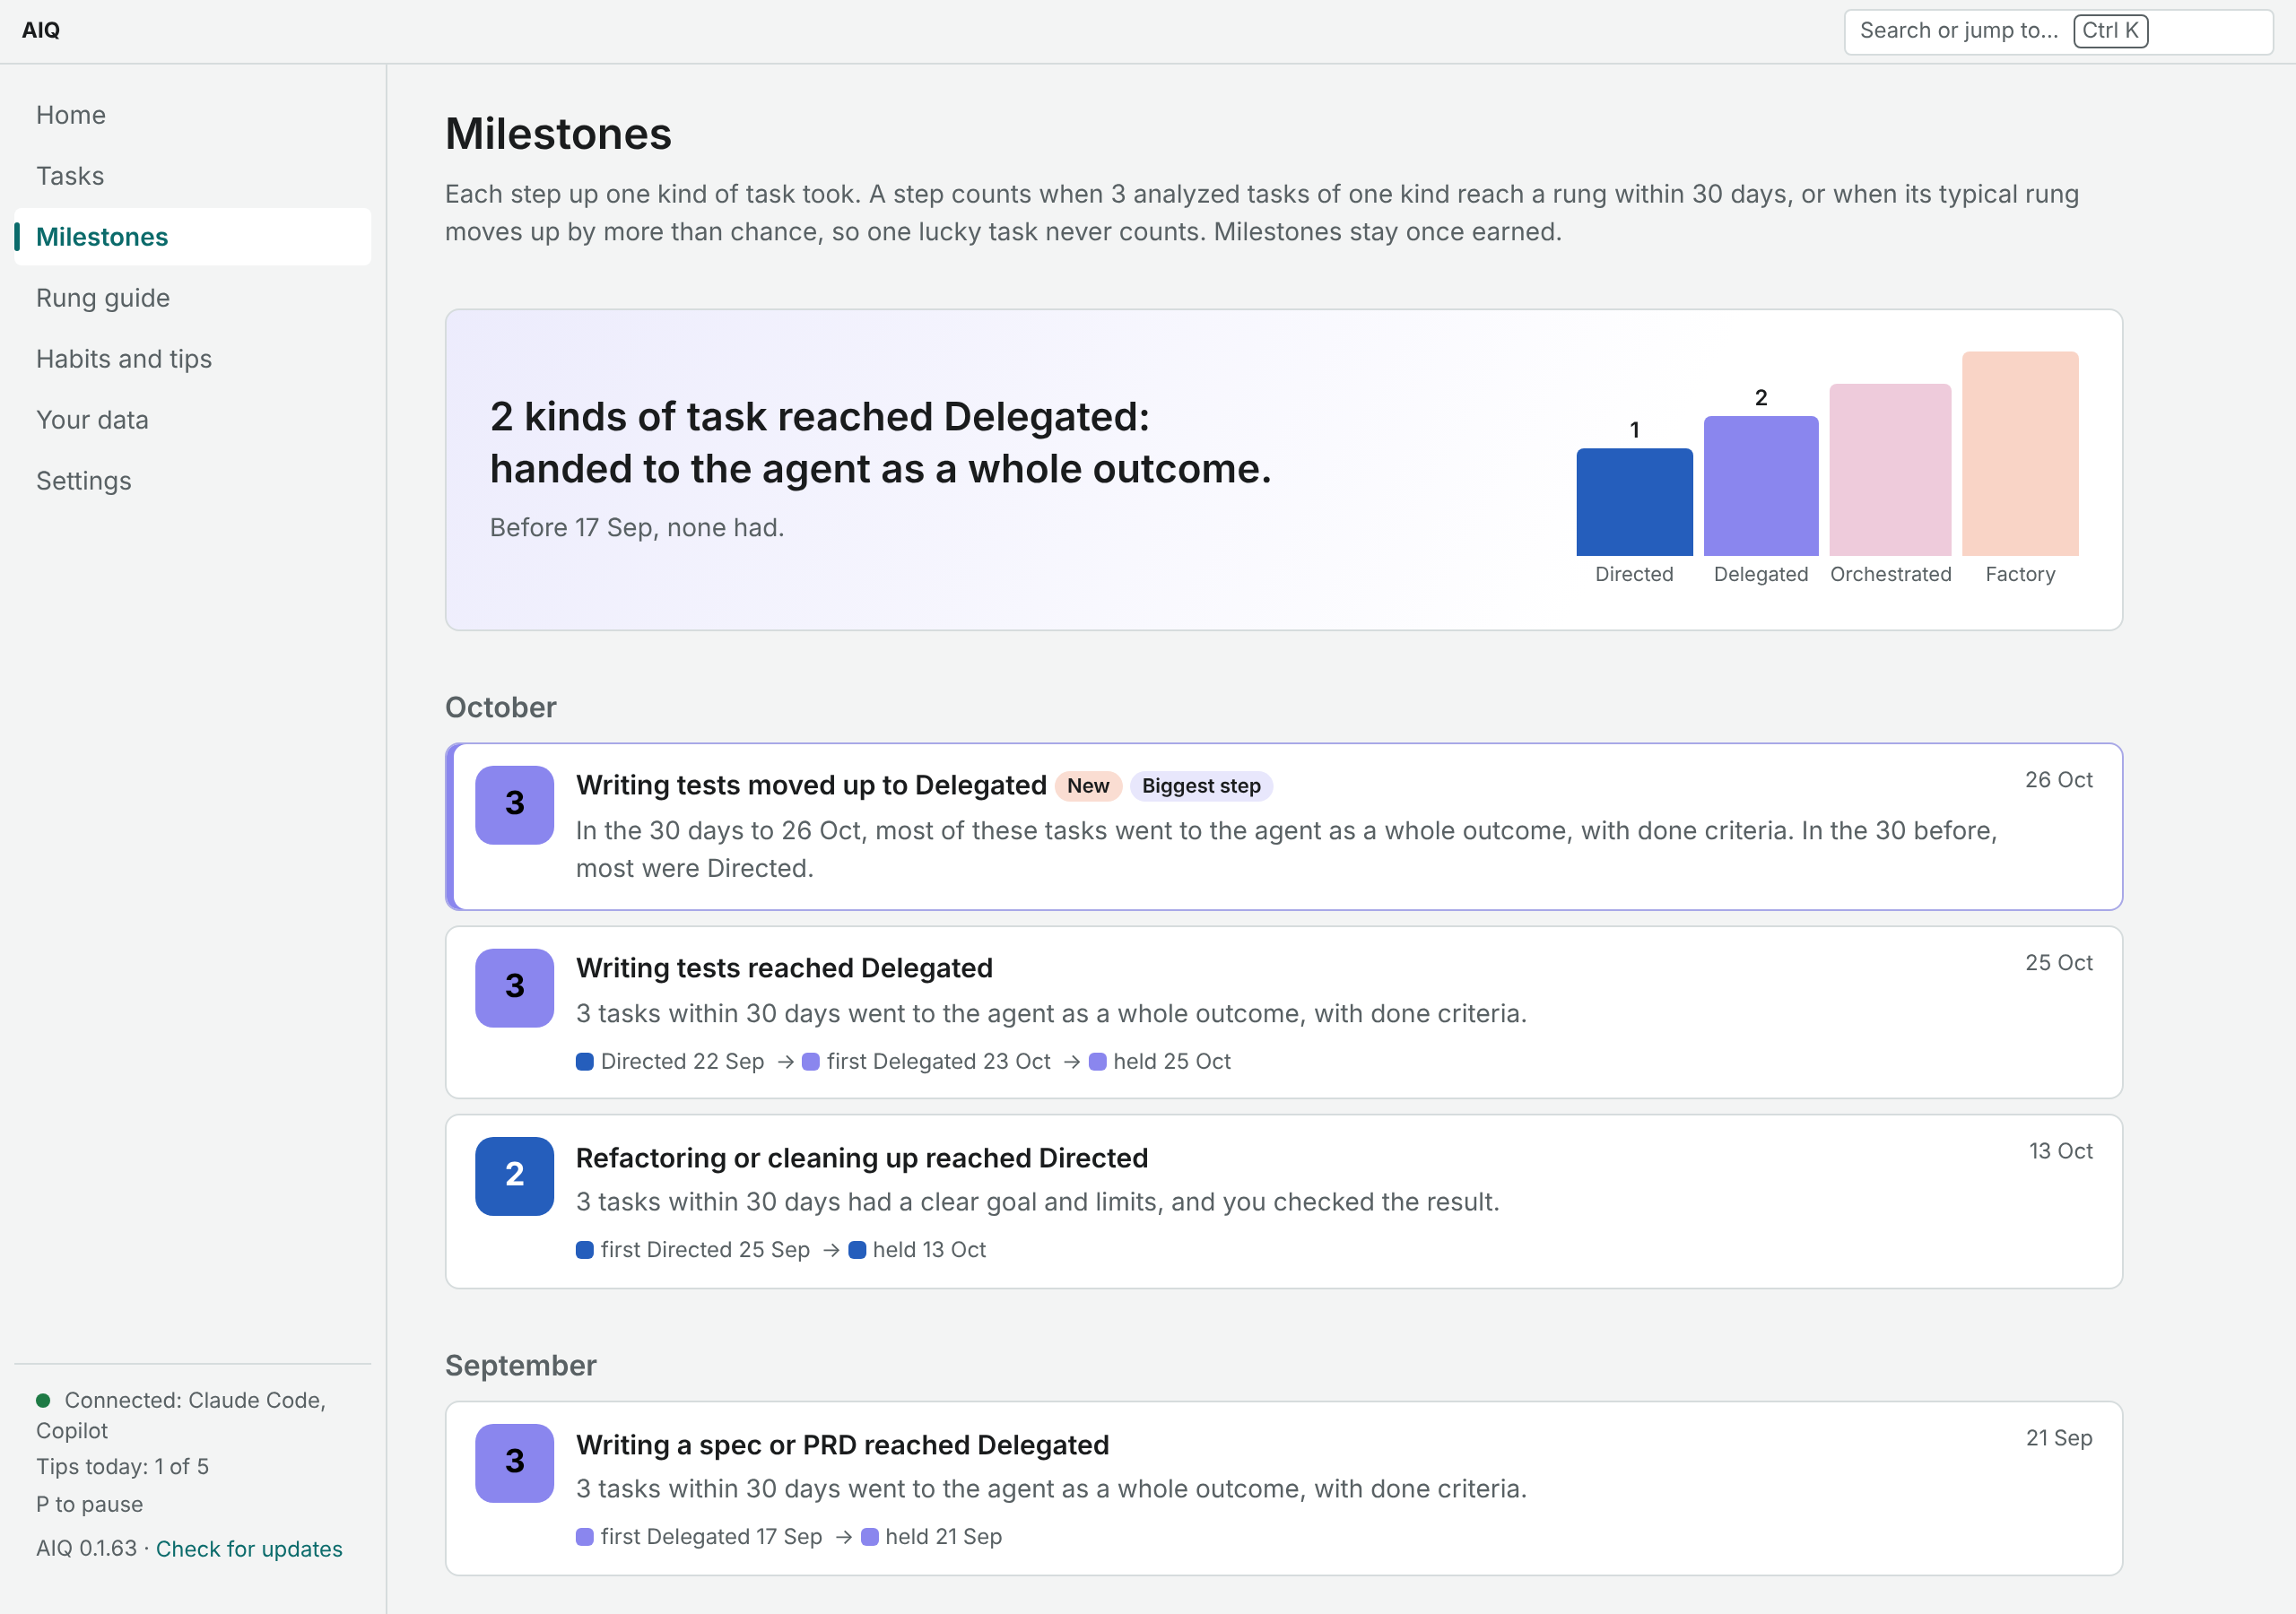 AIQ
Search or jump to... Ctrl K
Home
Tasks
Milestones
Rung guide
Habits and tips
Your data
Settings
Connected: Claude Code,
Copilot
Tips today: 1 of 5
P to pause
AIQ 0.1.63 · Check for updates
Milestones
Each step up one kind of task took. A step counts when 3 analyzed tasks of one kind reach a rung within 30 days, or when its typical rung
moves up by more than chance, so one lucky task never counts. Milestones stay once earned.
2 kinds of task reached Delegated:
handed to the agent as a whole outcome.
Before 17 Sep, none had.
1
2
Directed
Delegated
Orchestrated
Factory
October
3
Writing tests moved up to Delegated New Biggest step
26 Oct
In the 30 days to 26 Oct, most of these tasks went to the agent as a whole outcome, with done criteria. In the 30 before,
most were Directed.
3
Writing tests reached Delegated
25 Oct
3 tasks within 30 days went to the agent as a whole outcome, with done criteria.
Directed 22 Sep → first Delegated 23 Oct → held 25 Oct
2
Refactoring or cleaning up reached Directed
13 Oct
3 tasks within 30 days had a clear goal and limits, and you checked the result.
first Directed 25 Sep → held 13 Oct
September
3
Writing a spec or PRD reached Delegated
21 Sep
3 tasks within 30 days went to the agent as a whole outcome, with done criteria.
first Delegated 17 Sep → held 21 Sep